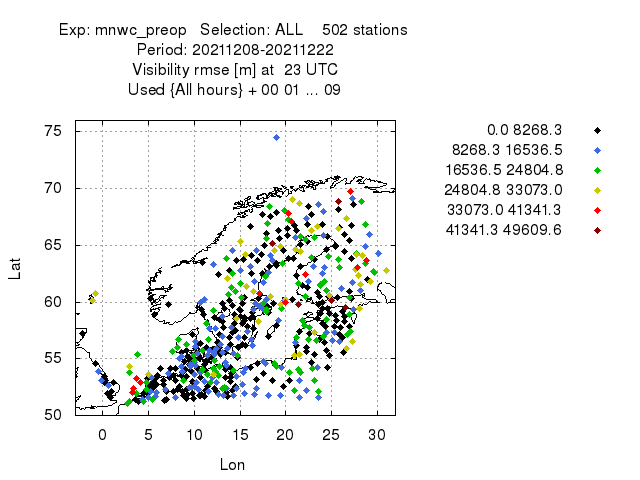 Exp: mnwc_preop Selection: ALL 502 stations
Period: 20211208-20211222
Visibility rmse [m] at 23 UTC
Used {All hours} + 00 01 ... 09
0.0 8268.3
8268.3 16536.5
16536.5 24804.8
24804.8 33073.0
33073.0 41341.3
41341.3 49609.6
75
70
65
60
55
50
Lat
0 5 10 15 20 25 30
Lon